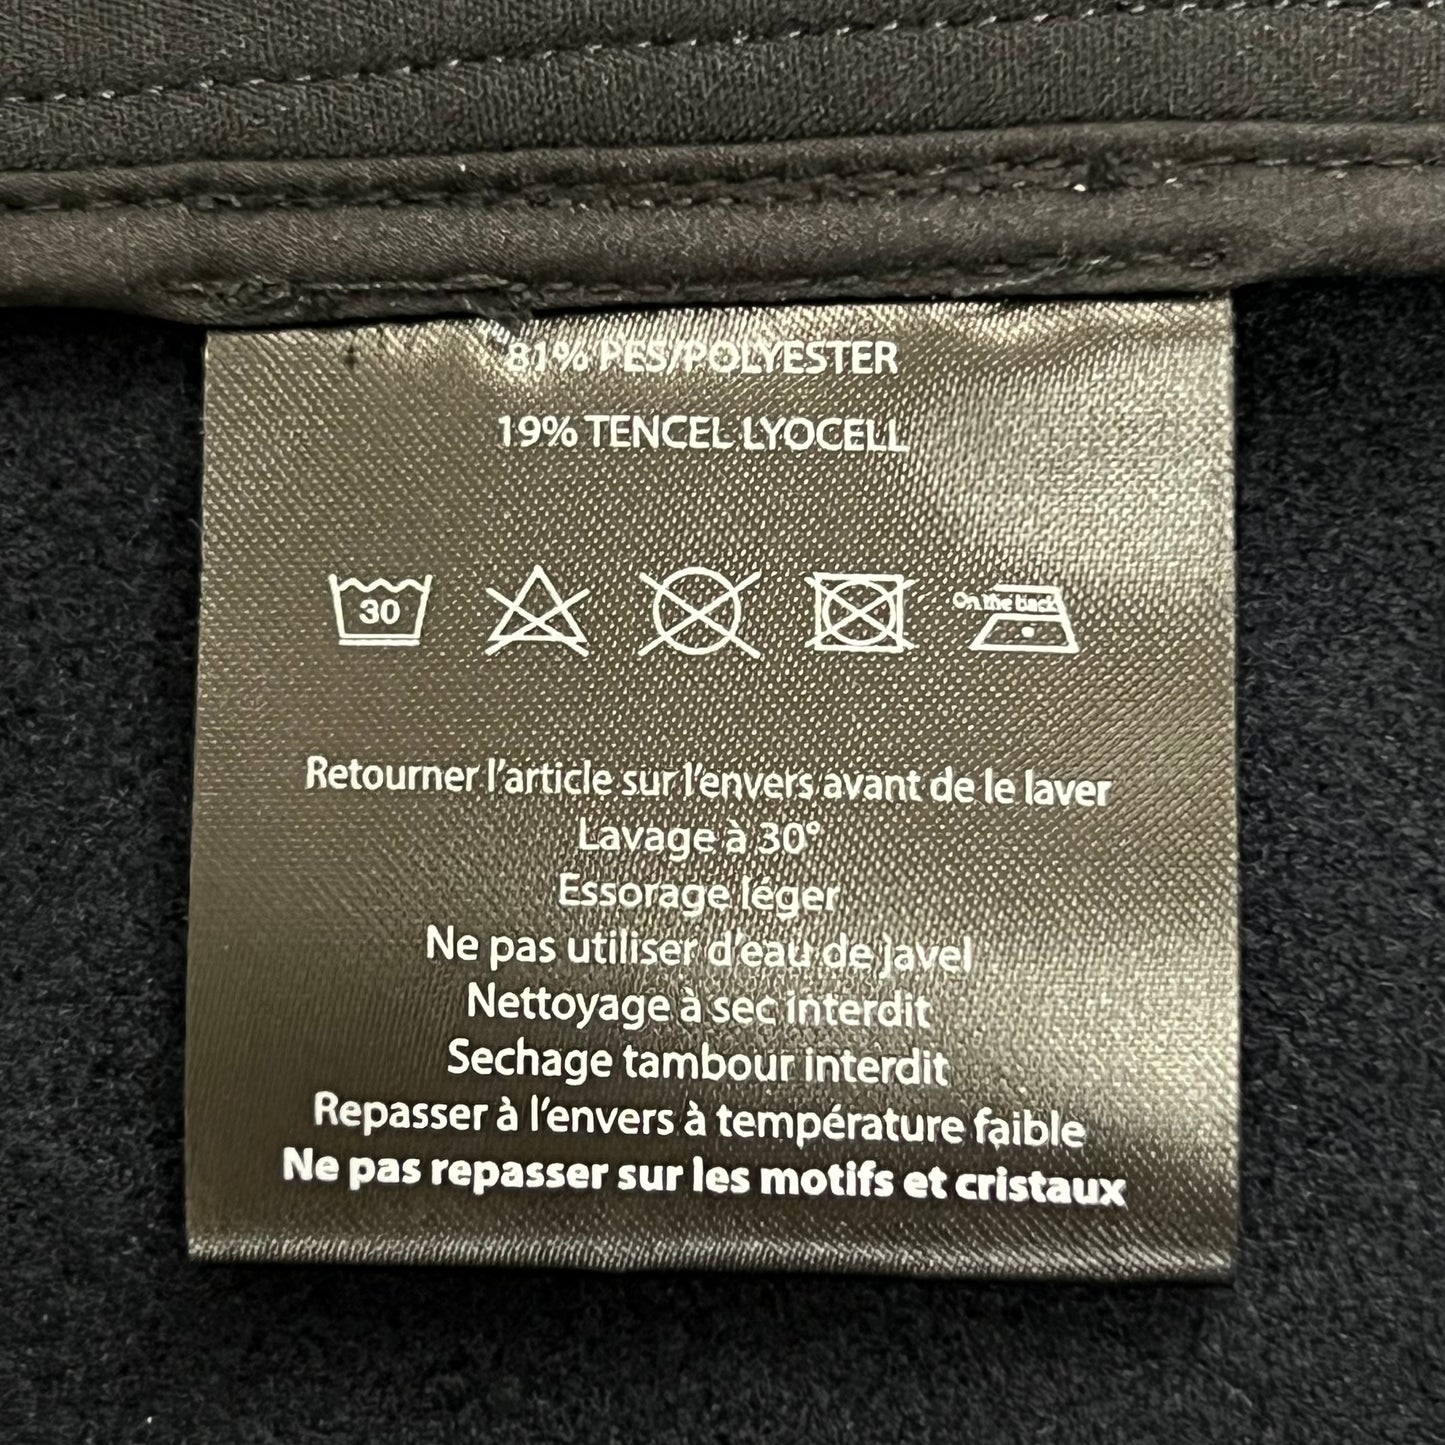 81% PES/POLYESTER
19% TENCEL LYOCELL
30
On the back
Retourner l'article sur l'envers avant de le laver
Lavage à 30°
Essorage léger
Ne pas utiliser d'eau de javel
Nettoyage à sec interdit
Sechage tambour interdit
Repasser à l'envers à température faible
Ne pas repasser sur les motifs et cristaux